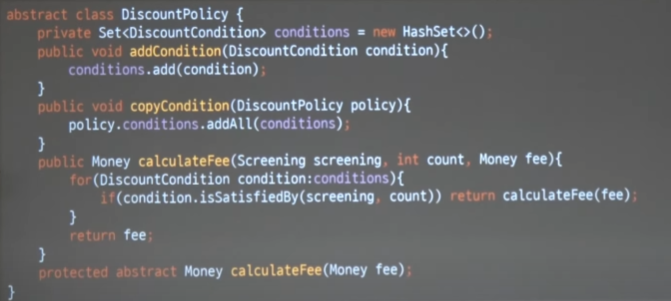 abstract class DiscountPolicy {
    private Set<DiscountCondition> conditions = new HashSet<>();
    public void addCondition(DiscountCondition condition){
        conditions.add(condition);
    }
    public void copyCondition(DiscountPolicy policy){
        policy.conditions.addAll(conditions);
    }
    public Money calculateFee(Screening screening, int count, Money fee){
        for(DiscountCondition condition:conditions){
            if(condition.isSatisfiedBy(screening, count)) return calculateFee(fee);
        }
        return fee;
    }
    protected abstract Money calculateFee(Money fee);
}